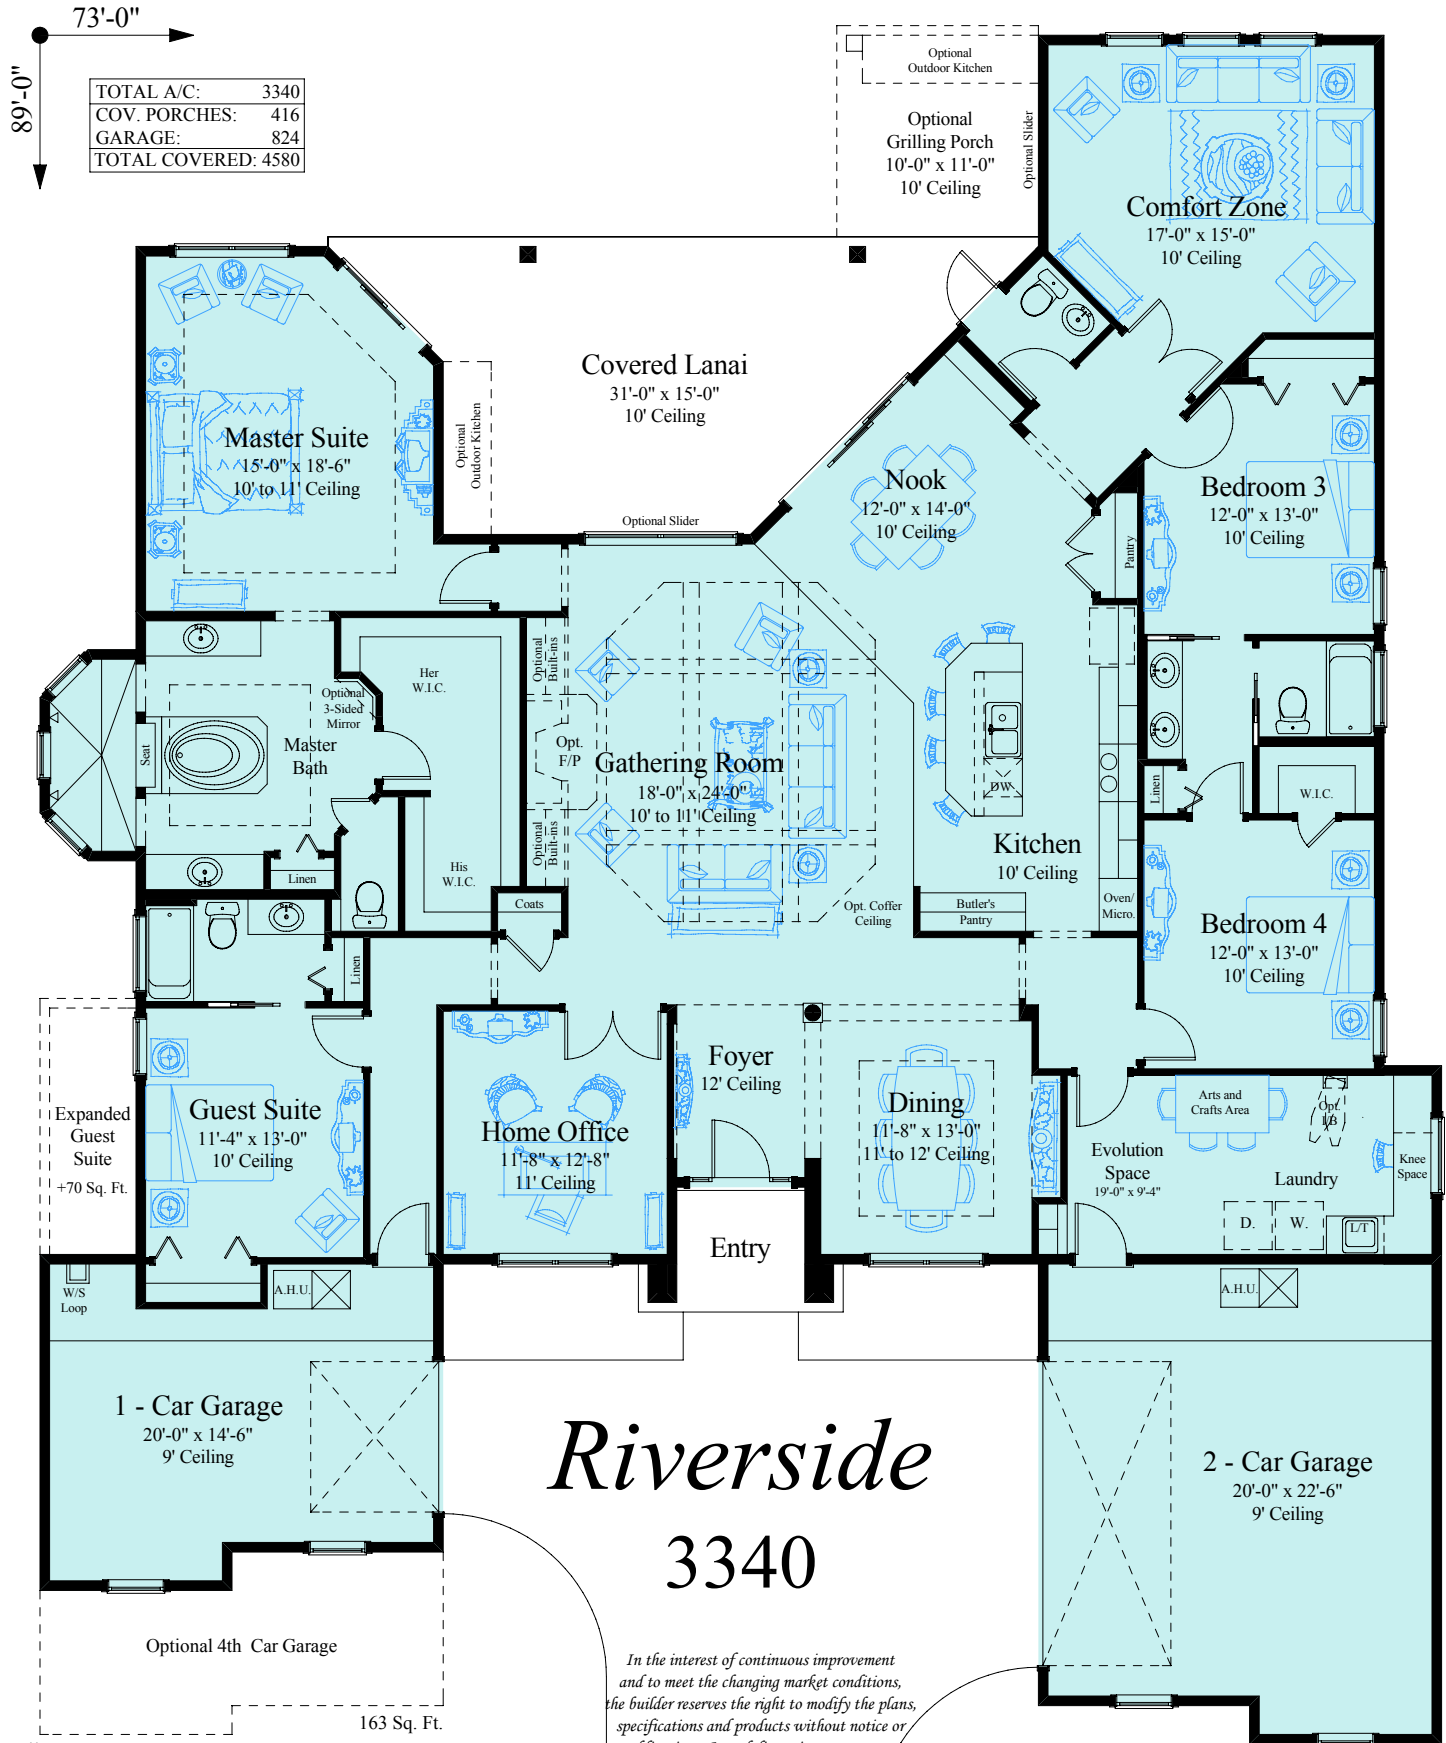 73'-0"
89'-0"
TOTAL A/C: 3340
COV. PORCHES: 416
GARAGE: 824
TOTAL COVERED: 4580
Optional
Outdoor Kitchen
Optional
Grilling Porch
10'-0" x 11'-0"
10' Ceiling
Optional Slider
Comfort Zone
17'-0" x 15'-0"
10' Ceiling
Covered Lanai
31'-0" x 15'-0"
10' Ceiling
Optional
Outdoor Kitchen
Optional Slider
Master Suite
15'-0" x 18'-6"
10' to 11' Ceiling
Nook
12'-0" x 14'-0"
10' Ceiling
Bedroom 3
12'-0" x 13'-0"
10' Ceiling
Pantry
Her
W.I.C.
Optional
3-Sided
Mirror
Optional
Built-ins
Seat
Master
Bath
Opt.
F/P
Gathering Room
18'-0" x 24'-0"
10' to 11' Ceiling
DW
Linen
W.I.C.
Optional
Built-ins
Kitchen
10' Ceiling
His
W.I.C.
Linen
Coats
Opt. Coffer
Ceiling
Butler's
Pantry
Oven/
Micro.
Bedroom 4
12'-0" x 13'-0"
10' Ceiling
Linen
Foyer
12' Ceiling
Expanded
Guest
Suite
+70 Sq. Ft.
Guest Suite
11'-4" x 13'-0"
10' Ceiling
Home Office
11'-8" x 12'-8"
11' Ceiling
Dining
11'-8" x 13'-0"
11' to 12' Ceiling
Arts and
Crafts Area
Opt.
I/B
Evolution
Space
19'-0" x 9'-4"
Laundry
Knee
Space
D.
W.
L/T
Entry
W/S
Loop
A.H.U.
A.H.U.
1 - Car Garage
20'-0" x 14'-6"
9' Ceiling
Riverside
3340
2 - Car Garage
20'-0" x 22'-6"
9' Ceiling
Optional 4th Car Garage
163 Sq. Ft.
In the interest of continuous improvement
and to meet the changing market conditions,
the builder reserves the right to modify the plans,
specifications and products without notice or